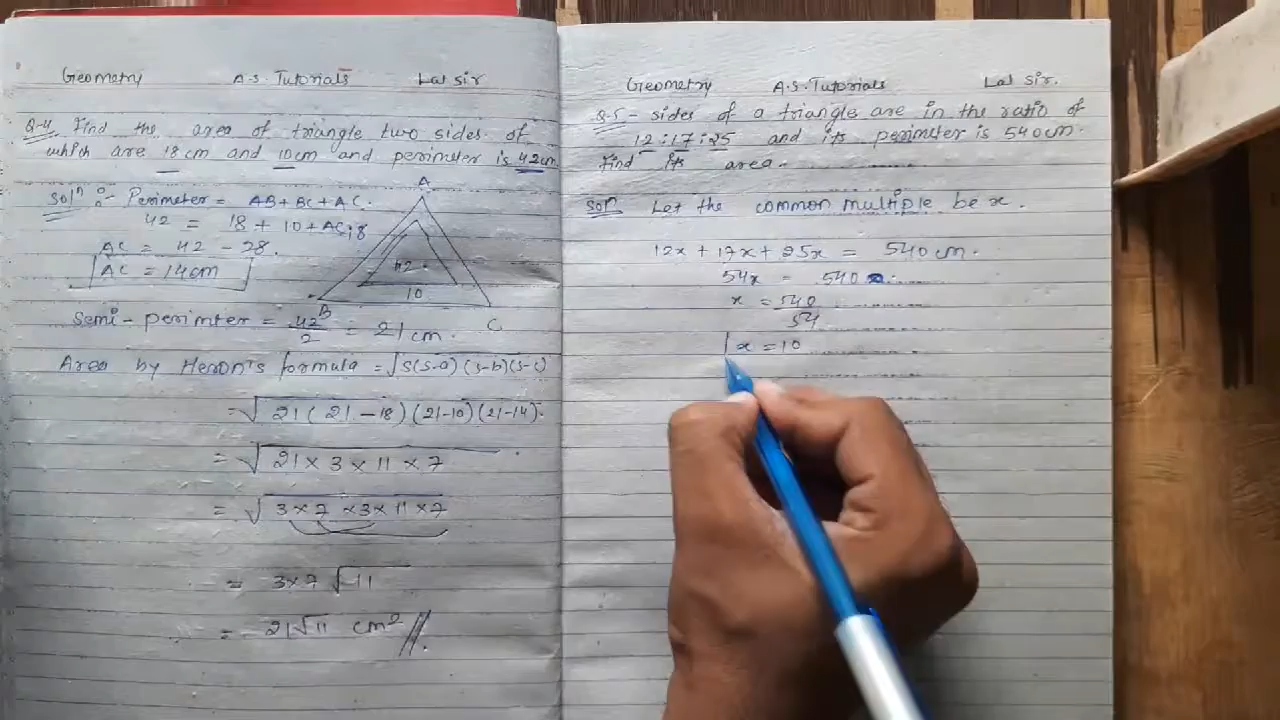 Geometry A.S. Tutorials Lal Sir
Q-4 Find the area of triangle two sides of
which are 18cm and 10cm and perimeter is 42cm
Solⁿ :- Perimeter = AB + BC + AC.
42 = 18 + 10 + AC
AC = 42 - 28.
AC = 14cm
A
18
42
10
B
C
Semi-perimter = 42/2 = 21 cm.
Area by Heron's formula = √s(s-a)(s-b)(s-c)
= √21(21-18)(21-10)(21-14).
= √21 × 3 × 11 × 7
= √3×7 ×3×11×7
= 3×7√11
= 21√11 cm²//.
Geometry A.S. Tutorials Lal Sir.
Q-5 - Sides of a triangle are in the ratio of
12:17:25 and its perimeter is 540cm.
Find its area.
Solⁿ Let the common multiple be x.
12x + 17x + 25x = 540cm.
54x = 540
x = 540/54
x = 10